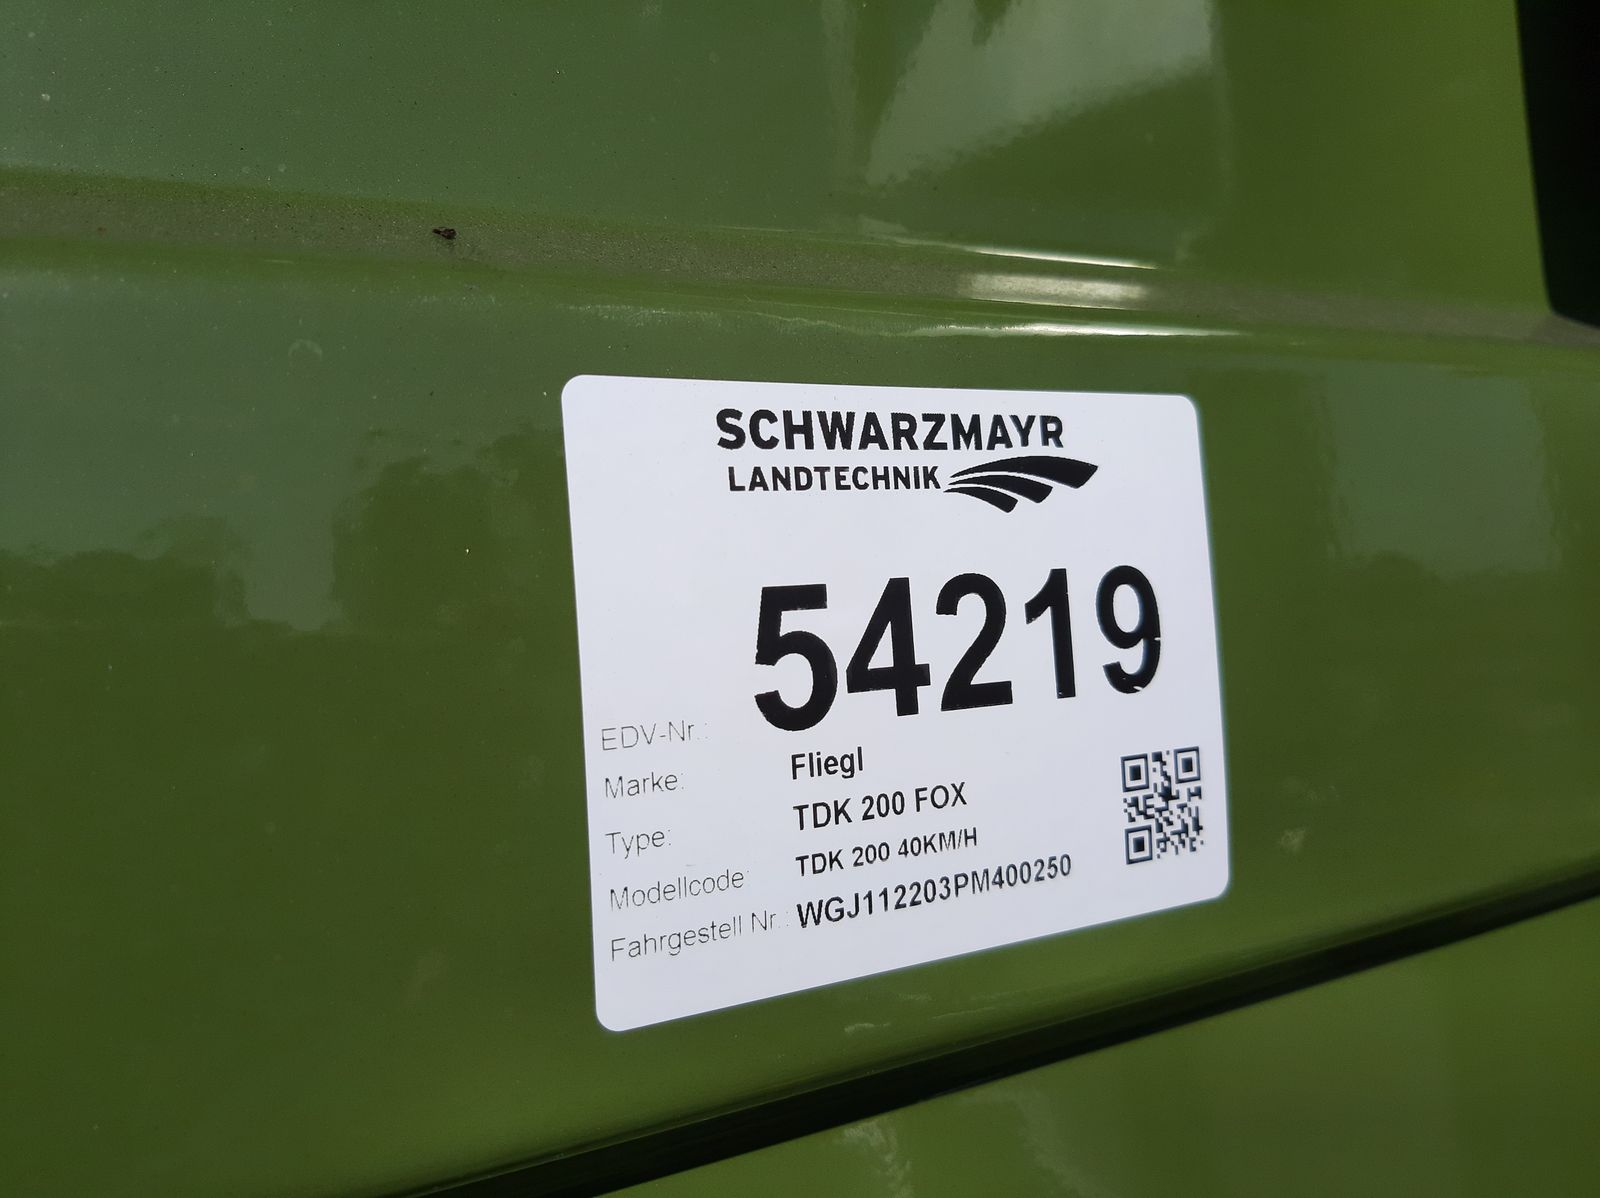 SCHWARZMAYR
LANDTECHNIK
EDV-Nr.: 54219
Marke: Fliegl
Type: TDK 200 FOX
Modellcode: TDK 200 40KM/H
Fahrgestell Nr.: WGJ112203PM400250